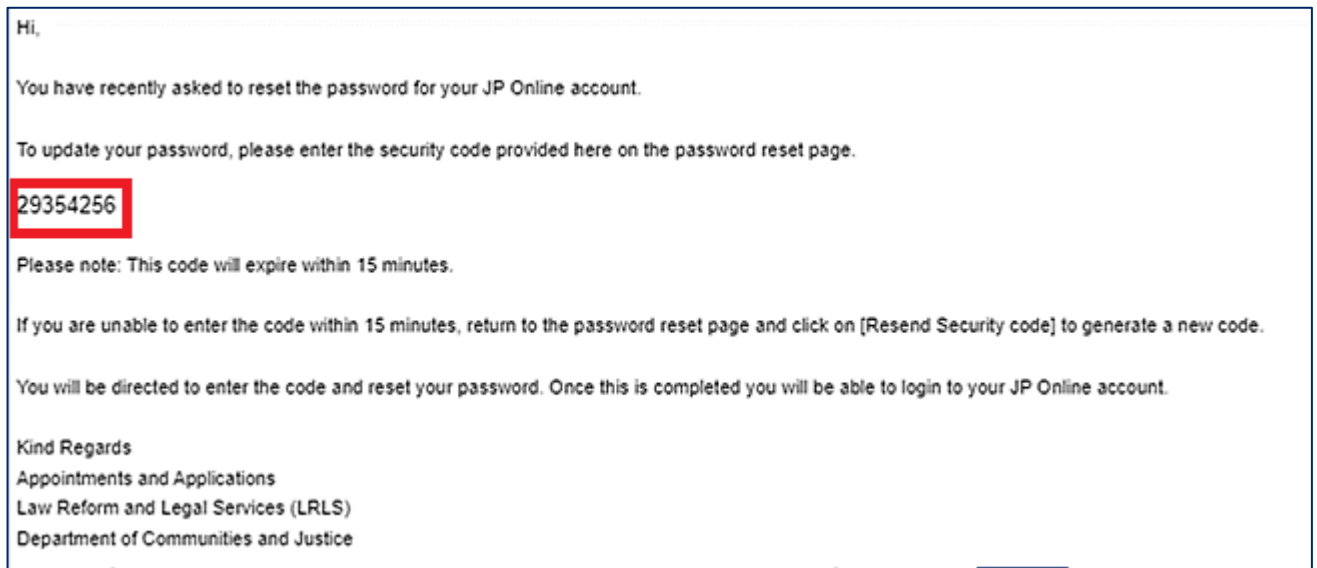 Hi,
You have recently asked to reset the password for your JP Online account.
To update your password, please enter the security code provided here on the password reset page.
29354256
Please note: This code will expire within 15 minutes.
If you are unable to enter the code within 15 minutes, return to the password reset page and click on [Resend Security code] to generate a new code.
You will be directed to enter the code and reset your password. Once this is completed you will be able to login to your JP Online account.
Kind Regards
Appointments and Applications
Law Reform and Legal Services (LRLS)
Department of Communities and Justice